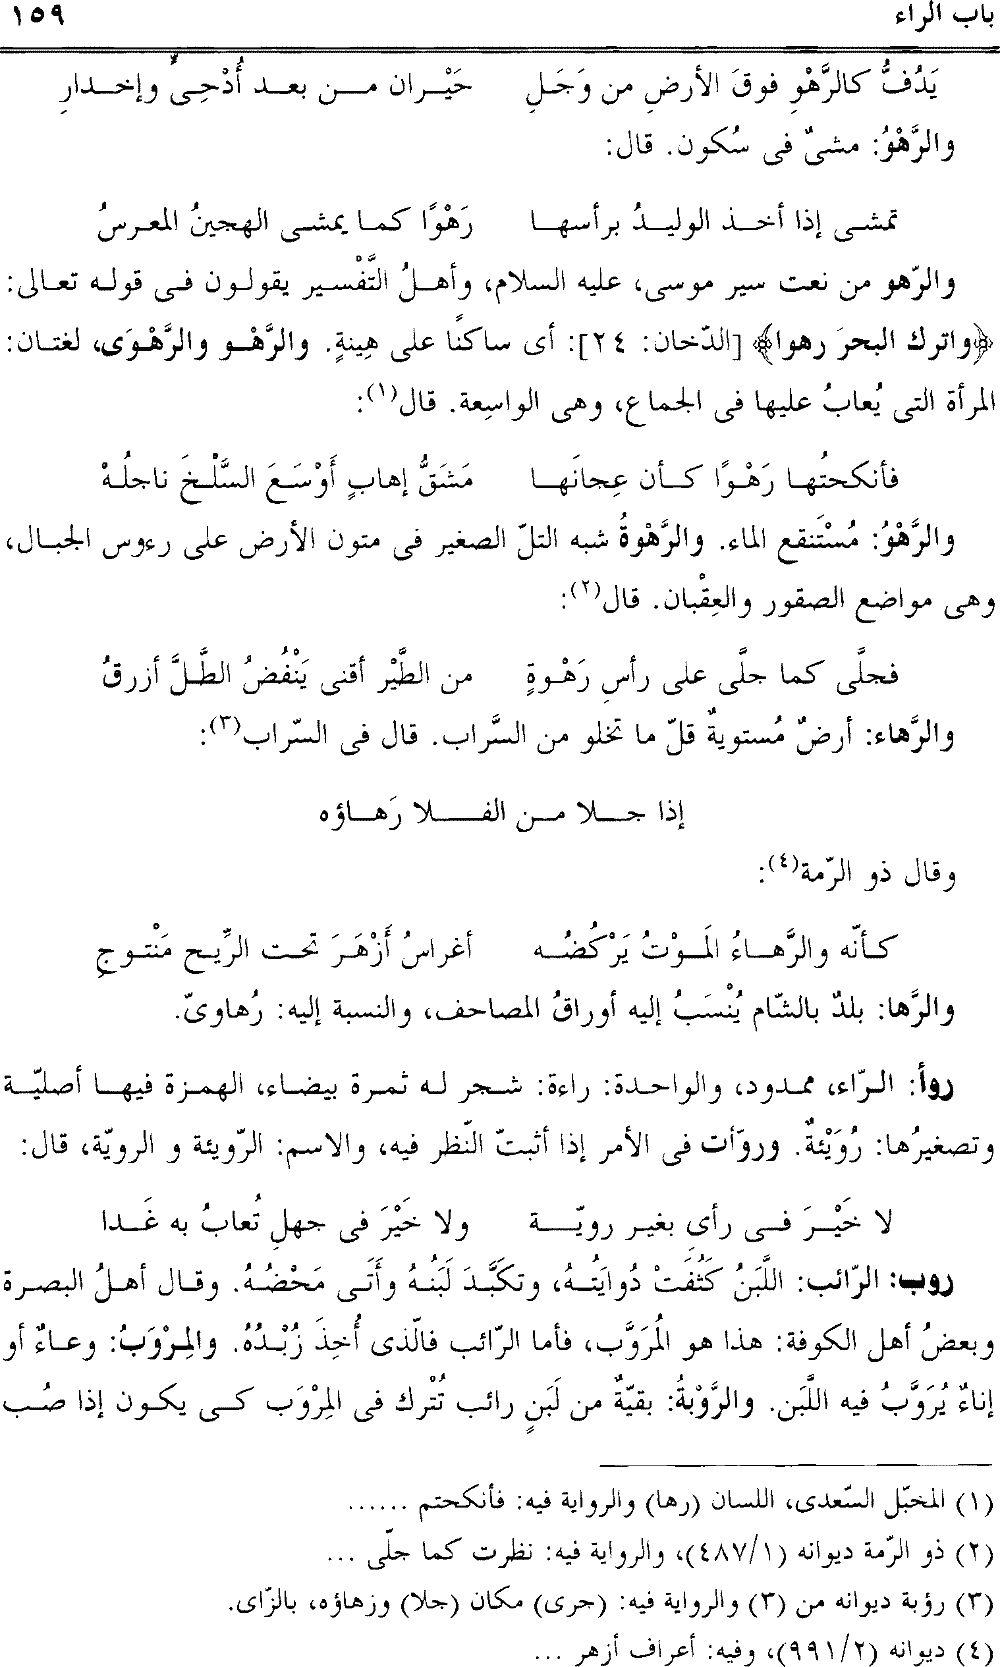 باب الراء ١٥٩
يَدُفُّ كالرَّهْوِ فوقَ الأرضِ من وَجَلِ حَيْران من بعد أُدْحِىٌّ وإخدارِ
والرَّهْوُ: مشىٌ فى سُكون. قال:
تمشى إذا أخذ الوليدُ برأسها رَهْوًا كما يمشى الهجينُ المعرسُ
والرّهو من نعت سير موسى، عليه السلام، وأهلُ التَّفْسير يقولون فى قوله تعالى:
﴿واترك البحرَ رهوا﴾ [الدّخان: ٢٤]: أى ساكنًا على هِينةٍ. والرَّهْو والرَّهْوَى، لغتان:
المرأة التى يُعابُ عليها فى الجماع، وهى الواسِعة. قال(١):
فأنكحتُها رَهْوًا كأن عِجانَها مَشَقُّ إهابٍ أَوْسَعَ السَّلْخَ ناجلُهْ
والرَّهْوُ: مُسْتَنقع الماء. والرَّهْوةُ شبه التلّ الصغير فى متون الأرض على رءوس الجبال،
وهى مواضع الصقور والعِقْبان. قال(٢):
فجلَّى كما جلَّى على رأسِ رَهْوةٍ من الطَّيْر أقنى يَنْفُضُ الطَّلَّ أزرقُ
والرَّهاء: أرضٌ مُستويةٌ قلّ ما تخلو من السَّراب. قال فى السّراب(٣):
إذا جلا من الفلا رَهاؤه
وقال ذو الرّمة(٤):
كأنّه والرَّهاءُ المَوْتُ يَرْكُضُه أغراسُ أَزْهَرَ تحت الرِّيح مَنْتوجِ
والرَّها: بلدٌ بالشّام يُنْسَبُ إليه أوراقُ المصاحف، والنسبة إليه: رُهاوىّ.
روأ: الرّاء، ممدود، والواحدة: راءة: شجر له ثمرة بيضاء، الهمزة فيها أصليّة
وتصغيرُها: رُوَيْئةٌ. وروّأت فى الأمر إذا أثبتّ النّظر فيه، والاسم: الرّويئة و الرويّة، قال:
لا خَيْرَ فى رأىٍ بغير رويّة ولا خَيْرَ فى جهلِ تُعابُ به غَدا
روب: الرّائب: اللَّبَنُ كَثُفَتْ دُوايَتُهُ، وتكَبَّدَ لَبَنُهُ وأَتَى مَحْضُهُ. وقال أهلُ البصرة
وبعضُ أهل الكوفة: هذا هو المُرَوَّب، فأما الرّائب فالّذى أُخِذَ زُبْدُهُ. والمِرْوَبُ: وعاءٌ أو
إناءٌ يُرَوَّبُ فيه اللَّبَن. والرَّوْبةُ: بقيّةٌ من لَبَنٍ رائب تُتْرك فى المِرْوَب كى يكون إذا صُب
(١) المخبّل السّعدى، اللسان (رها) والرواية فيه: فأنكحتم ......
(٢) ذو الرّمة ديوانه (٤٨٧/١)، والرواية فيه: نظرت كما جلّى ...
(٣) رؤبة ديوانه من (٣) والرواية فيه: (جرى) مكان (جلا) وزهاؤه، بالزّاى.
(٤) ديوانه (٩٩١/٢)، وفيه: أعراف أزهر ...